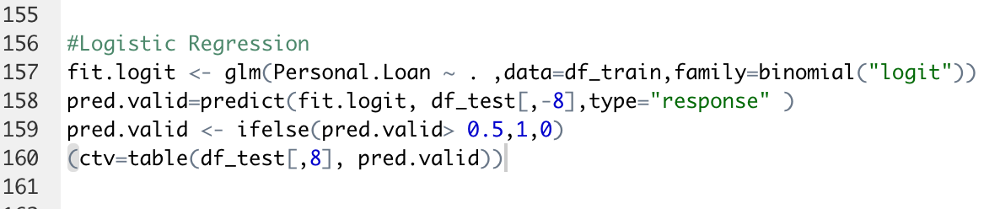 155
156 #Logistic Regression
157 fit.logit <- glm(Personal.Loan ~ . ,data=df_train,family=binomial("logit"))
158 pred.valid=predict(fit.logit, df_test[,-8],type="response" )
159 pred.valid <- ifelse(pred.valid> 0.5,1,0)
160 (ctv=table(df_test[,8], pred.valid))
161